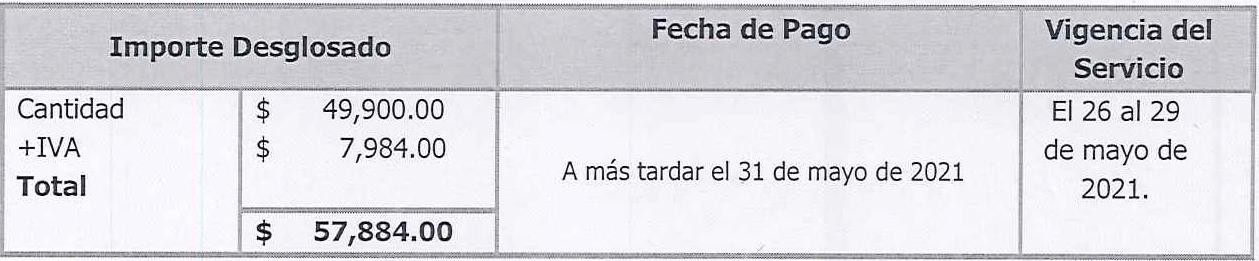 Importe Desglosado
Fecha de Pago
Vigencia del
Servicio
Cantidad $ 49,900.00
+IVA $ 7,984.00
Total
$ 57,884.00
A más tardar el 31 de mayo de 2021
El 26 al 29
de mayo de
2021.